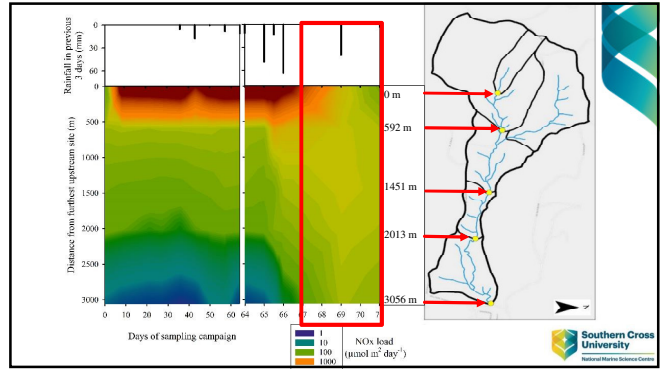 Rainfall in previous
3 days (mm)
0
30
60
0
500
1000
1500
2000
2500
3000
Distance from furthest upstream site (m)
0 10 20 30 40 50 60 64 65 66 67 68 69 70 71
Days of sampling campaign
1
10
100
1000
NOx load
(µmol m² day⁻¹)
0 m
592 m
1451 m
2013 m
3056 m
Southern Cross
University
National Marine Science Centre